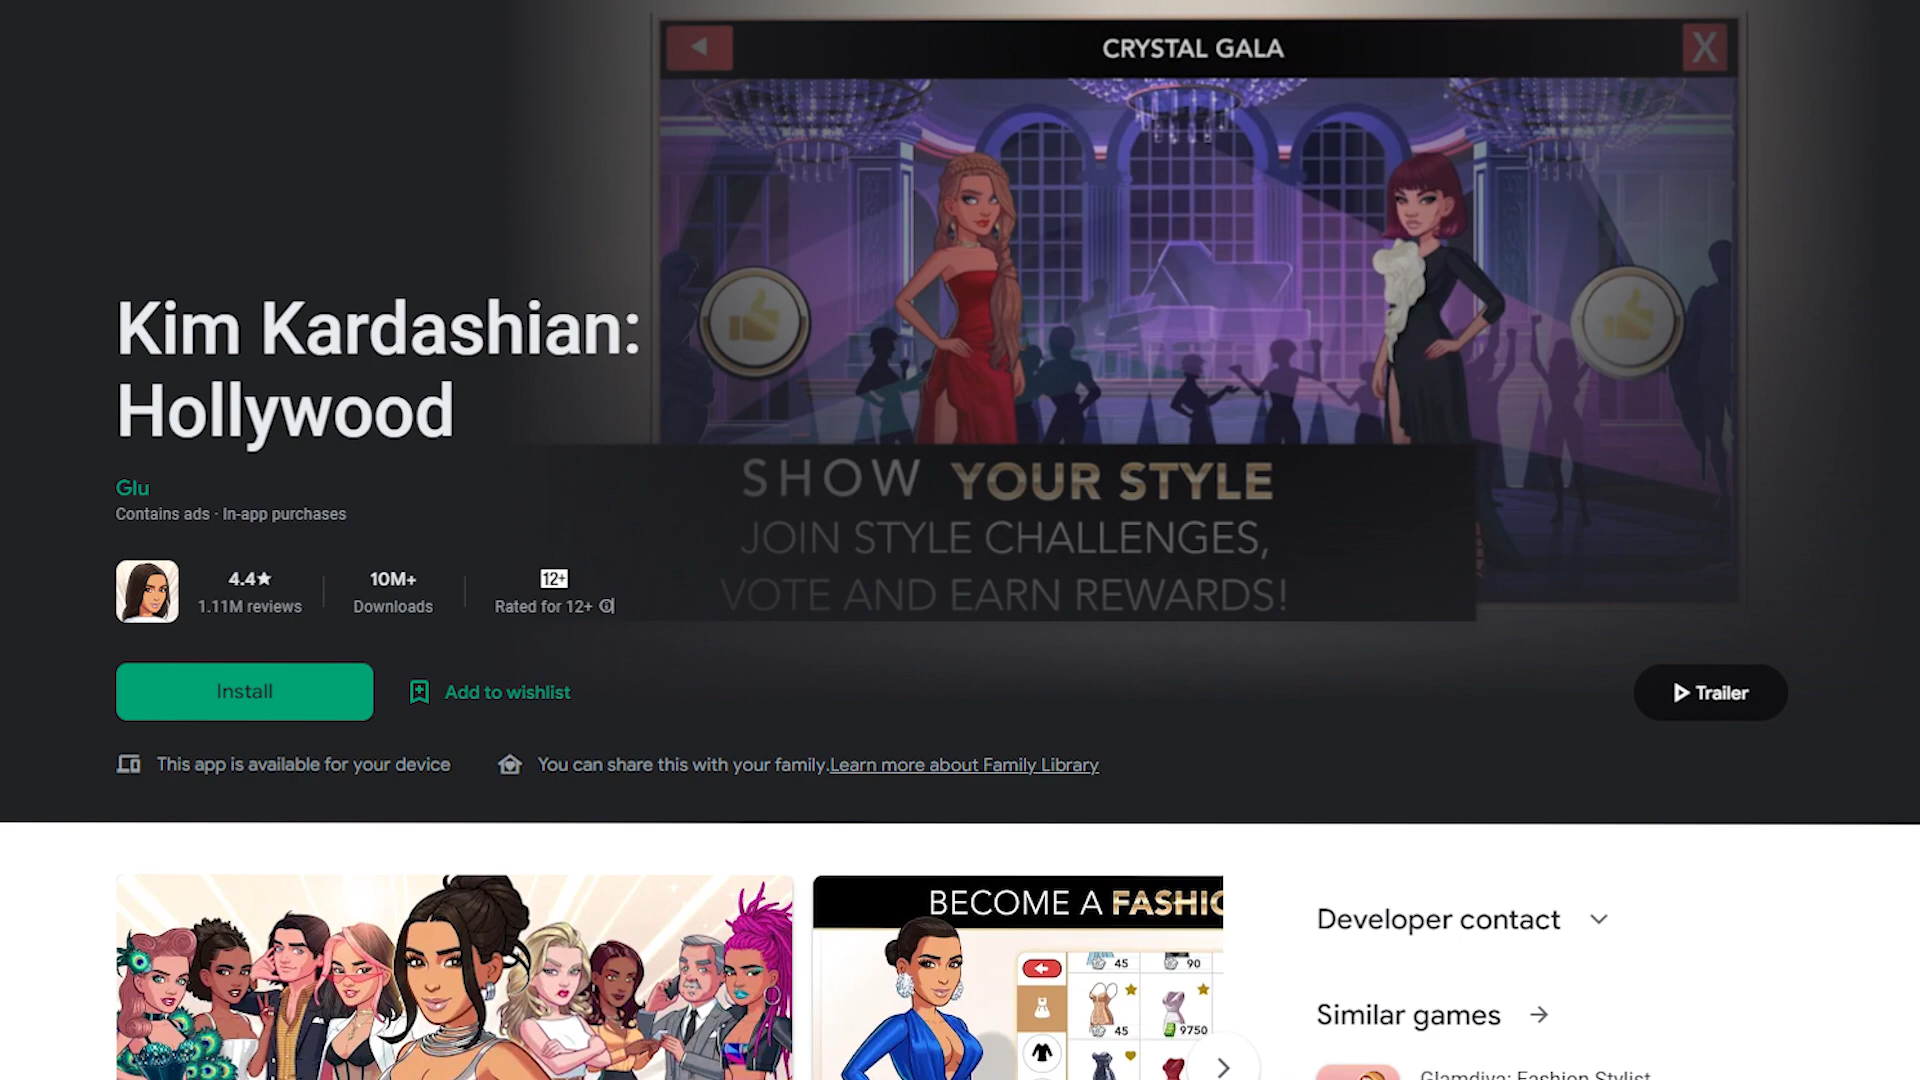 CRYSTAL GALA
X
Kim Kardashian:
Hollywood
SHOW YOUR STYLE
JOIN STYLE CHALLENGES,
VOTE AND EARN REWARDS!
Glu
Contains ads · In-app purchases
4.4★
1.11M reviews
10M+
Downloads
12+
Rated for 12+
Install
Add to wishlist
Trailer
This app is available for your device
You can share this with your family.Learn more about Family Library
BECOME A FASHIO
45
90
45
9750
Developer contact
Similar games
Glamdiva: Fashion Stylist